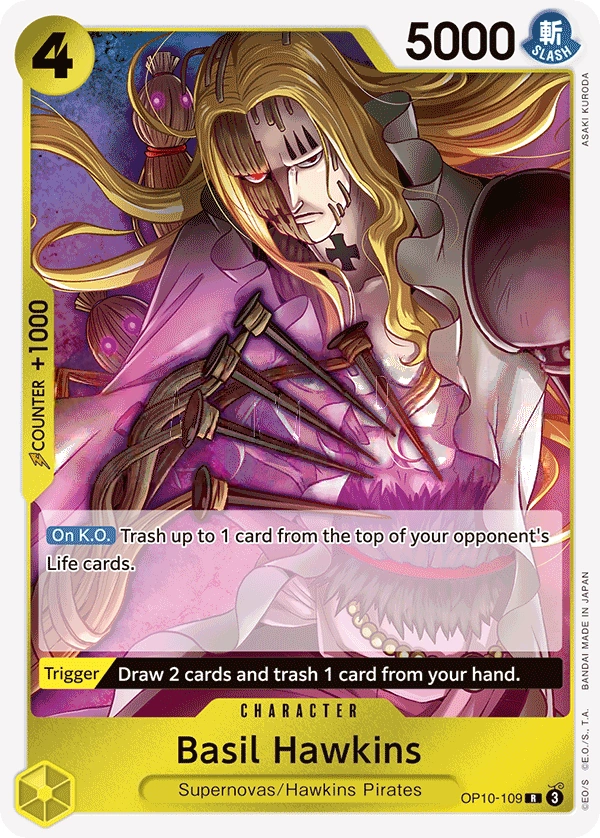 4
5000
斬
SLASH
ASAKI KURODA
COUNTER +1000
On K.O. Trash up to 1 card from the top of your opponent's
Life cards.
Trigger Draw 2 cards and trash 1 card from your hand.
CHARACTER
Basil Hawkins
Supernovas/Hawkins Pirates
OP10-109 R 3
©EO/S ©E.O./S., T.A. BANDAI MADE IN JAPAN